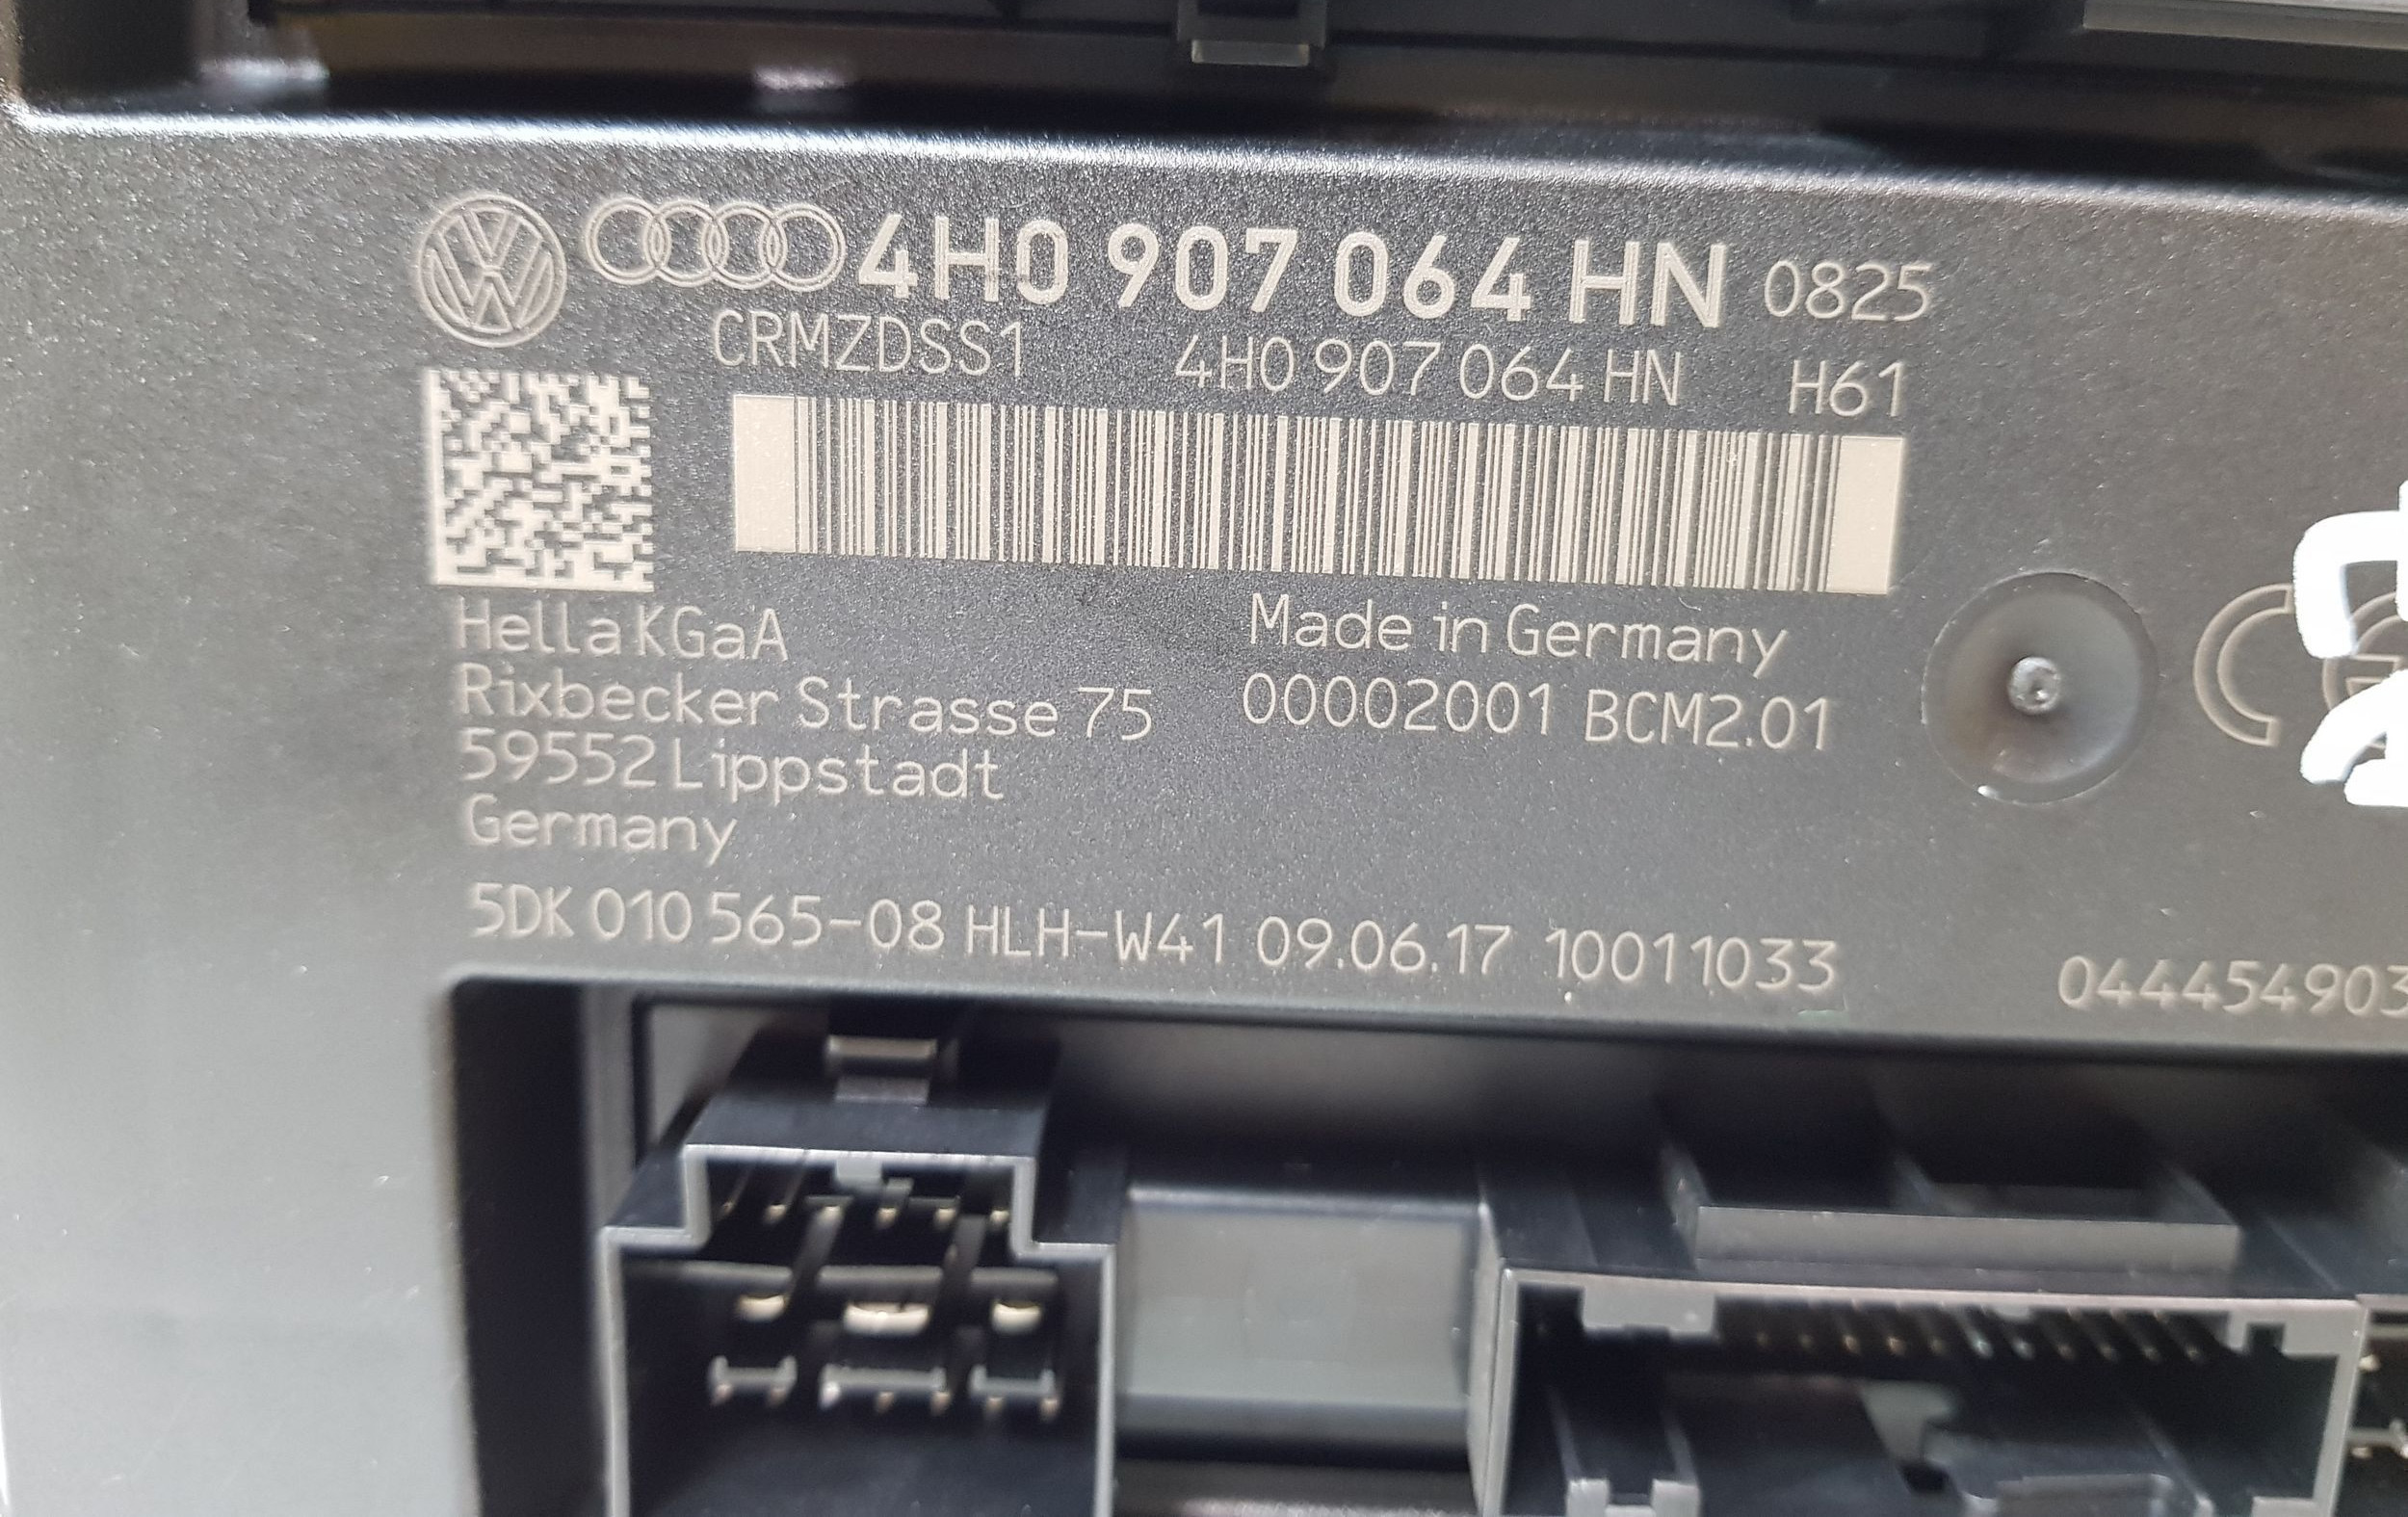 4H0 907 064 HN 0825
CRMZDSS1 4H0 907 064 HN H61
Hella KGaA
Rixbecker Strasse 75
59552 Lippstadt
Germany
Made in Germany
00002001 BCM2.01
5DK 010 565-08 HLH-W41 09.06.17 10011033